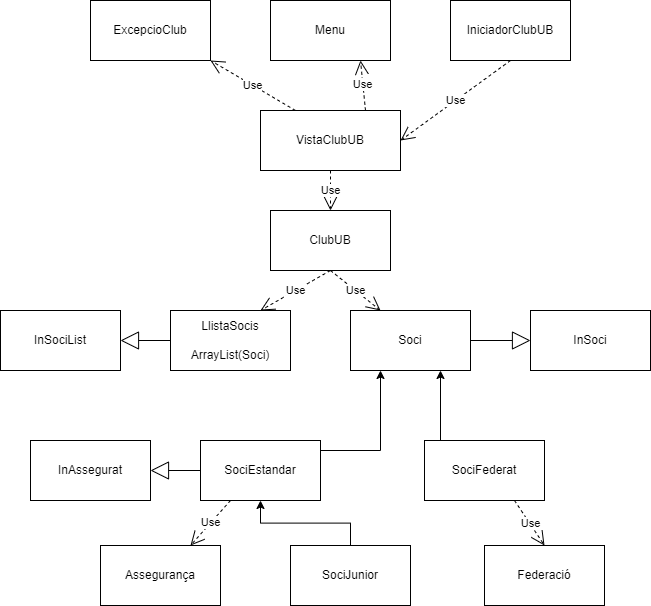 ExcepcioClub
Menu
IniciadorClubUB
Use
Use
Use
VistaClubUB
Use
ClubUB
Use
Use
InSociList
LlistaSocis
ArrayList(Soci)
Soci
InSoci
InAssegurat
SociEstandar
SociFederat
Use
Use
Assegurança
SociJunior
Federació